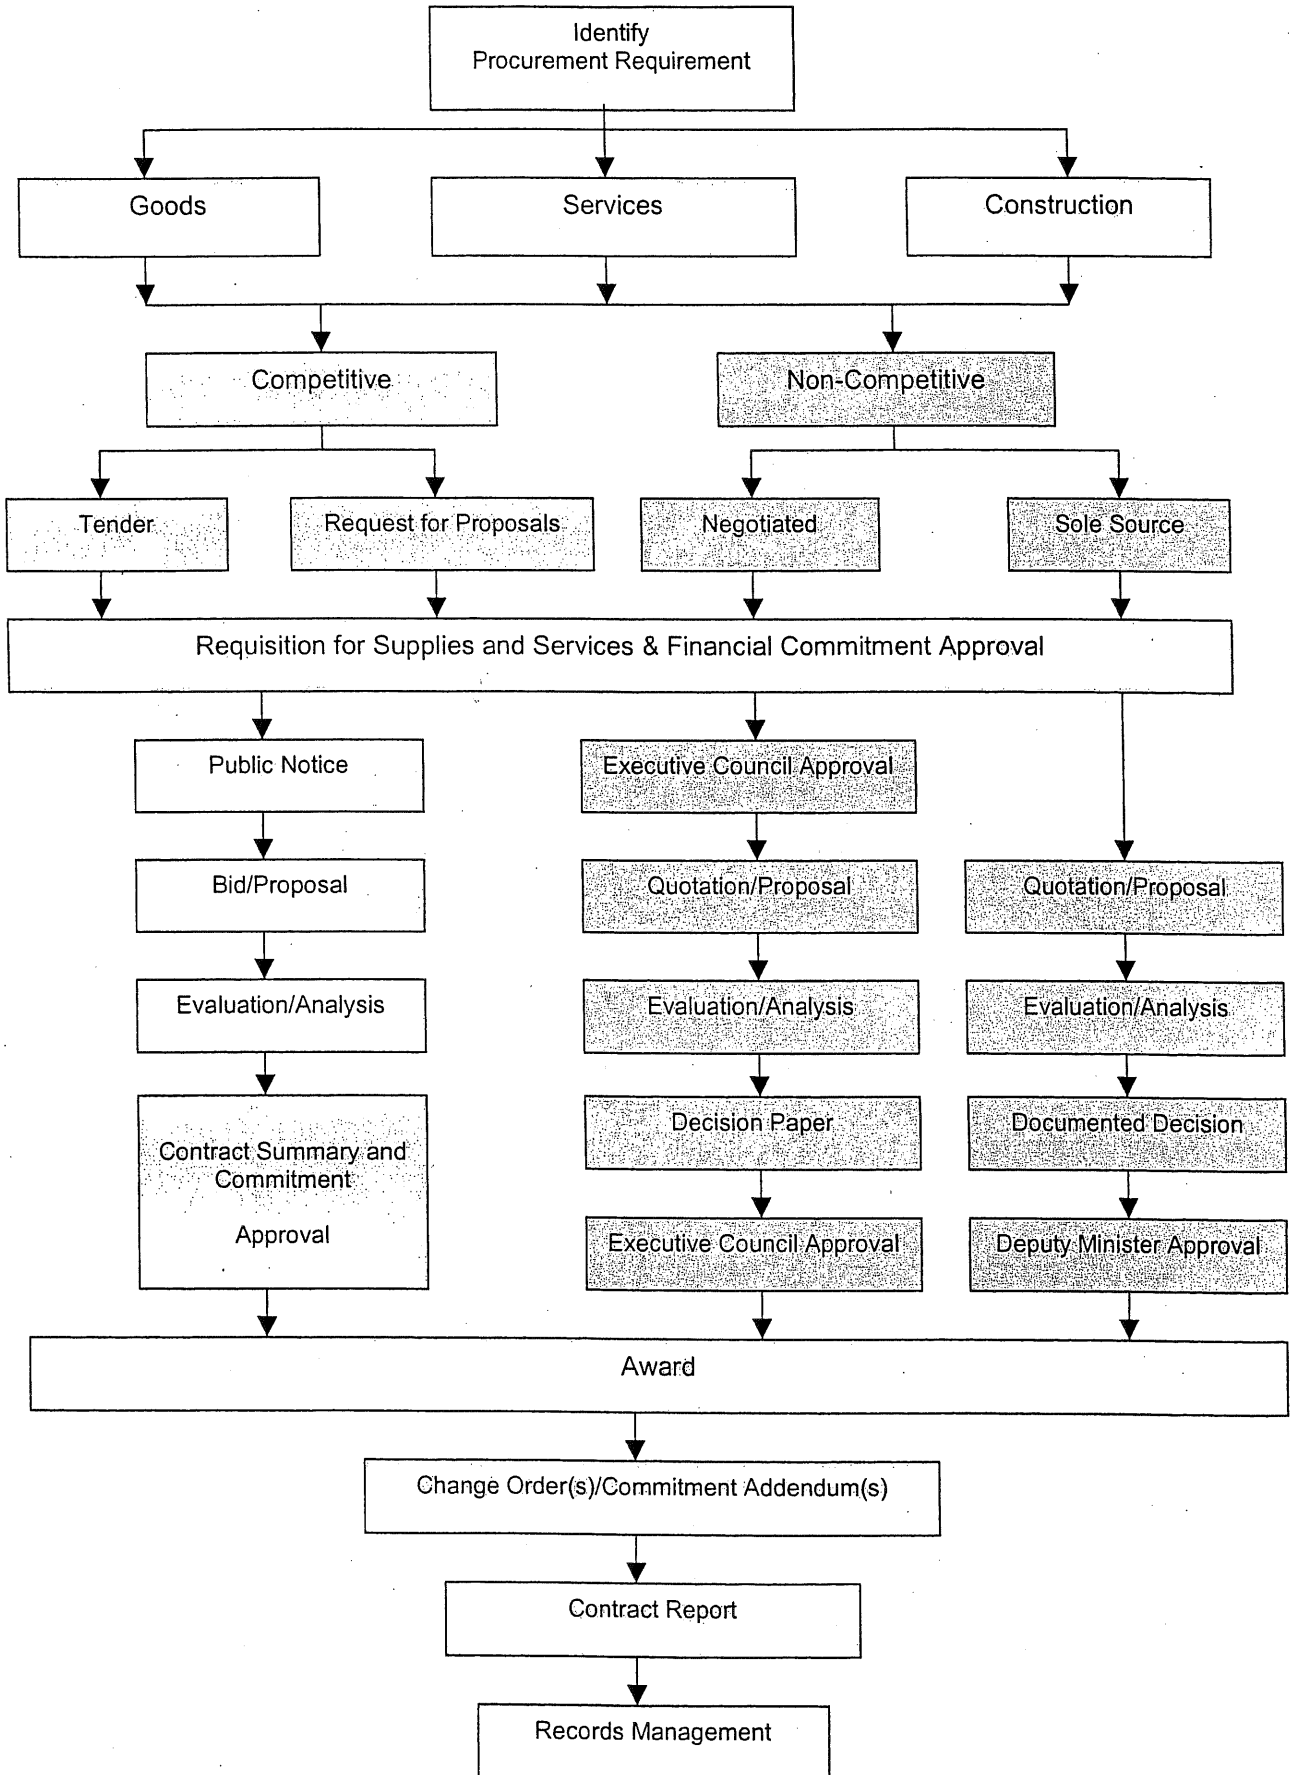 Identify
Procurement Requirement
Goods
Services
Construction
Competitive
Non-Competitive
Tender
Request for Proposals
Negotiated
Sole Source
Requisition for Supplies and Services & Financial Commitment Approval
Public Notice
Executive Council Approval
Bid/Proposal
Quotation/Proposal
Quotation/Proposal
Evaluation/Analysis
Evaluation/Analysis
Evaluation/Analysis
Contract Summary and
Commitment
Approval
Decision Paper
Documented Decision
Executive Council Approval
Deputy Minister Approval
Award
Change Order(s)/Commitment Addendum(s)
Contract Report
Records Management